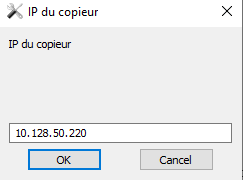 IP du copieur
IP du copieur
10.128.50.220
OK Cancel